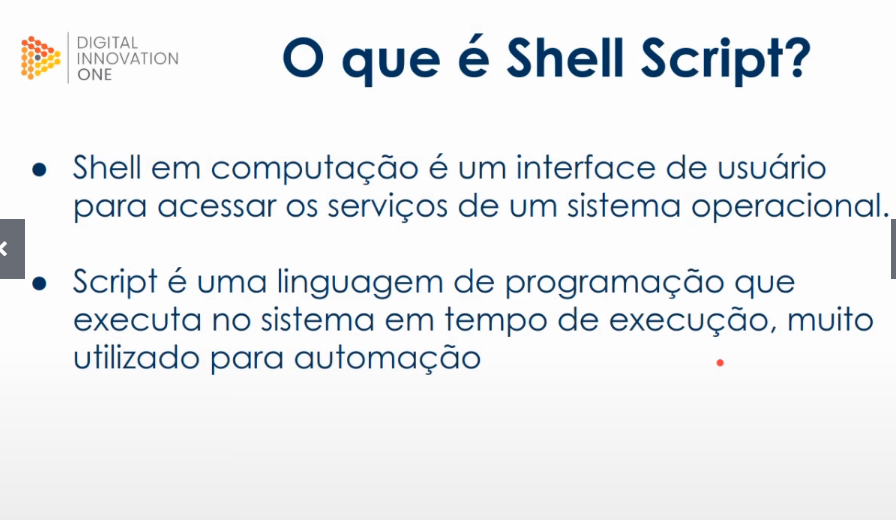 DIGITAL
INNOVATION
ONE
O que é Shell Script?
● Shell em computação é um interface de usuário
para acessar os serviços de um sistema operacional.
● Script é uma linguagem de programação que
executa no sistema em tempo de execução, muito
utilizado para automação